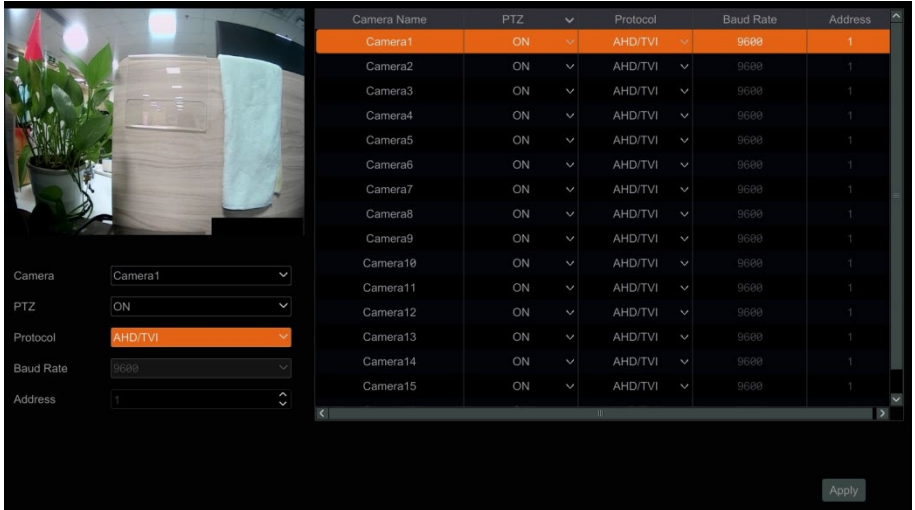 Camera Name PTZ Protocol Baud Rate Address
Camera1 ON AHD/TVI 9600 1
Camera2 ON AHD/TVI 9600 1
Camera3 ON AHD/TVI 9600 1
Camera4 ON AHD/TVI 9600 1
Camera5 ON AHD/TVI 9600 1
Camera6 ON AHD/TVI 9600 1
Camera7 ON AHD/TVI 9600 1
Camera8 ON AHD/TVI 9600 1
Camera9 ON AHD/TVI 9600 1
Camera10 ON AHD/TVI 9600 1
Camera11 ON AHD/TVI 9600 1
Camera12 ON AHD/TVI 9600 1
Camera13 ON AHD/TVI 9600 1
Camera14 ON AHD/TVI 9600 1
Camera15 ON AHD/TVI 9600 1
Camera Camera1
PTZ ON
Protocol AHD/TVI
Baud Rate 9600
Address 1
Apply